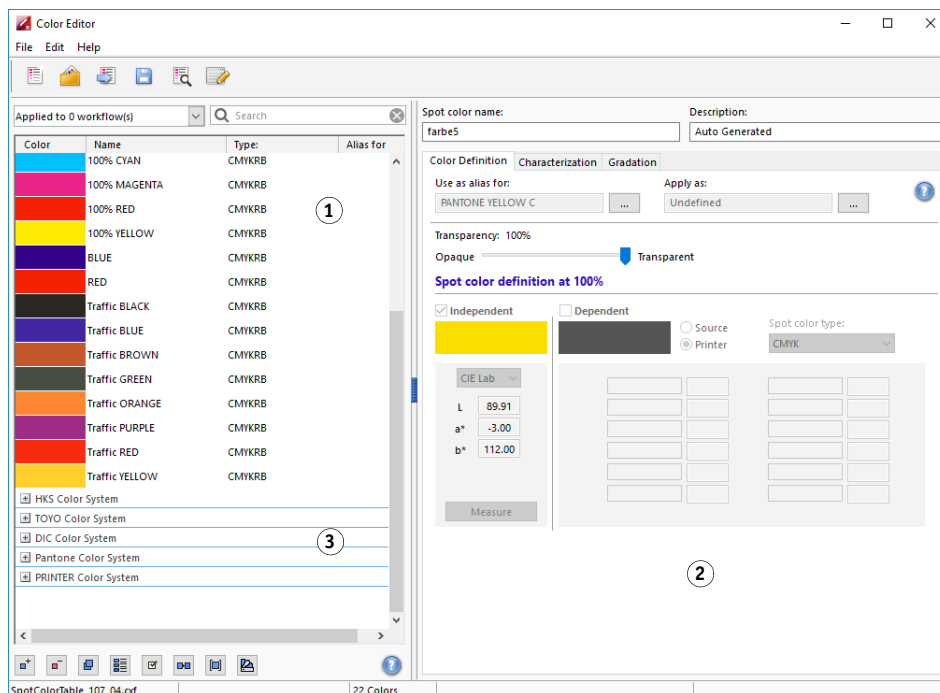 Color Editor
File Edit Help
Applied to 0 workflow(s) Search
Color Name Type: Alias for
100% CYAN CMYKRB
100% MAGENTA CMYKRB
100% RED CMYKRB
100% YELLOW CMYKRB
BLUE CMYKRB
RED CMYKRB
Traffic BLACK CMYKRB
Traffic BLUE CMYKRB
Traffic BROWN CMYKRB
Traffic GREEN CMYKRB
Traffic ORANGE CMYKRB
Traffic PURPLE CMYKRB
Traffic RED CMYKRB
Traffic YELLOW CMYKRB
1
HKS Color System
TOYO Color System
DIC Color System
Pantone Color System
PRINTER Color System
3
SpotColorTable_107_04.cxf 22 Colors
Spot color name: Description:
farbe5 Auto Generated
Color Definition Characterization Gradation
Use as alias for: Apply as:
PANTONE YELLOW C ... Undefined ...
?
Transparency: 100%
Opaque Transparent
Spot color definition at 100%
Independent Dependent
Source
Printer
Spot color type:
CMYK
CIE Lab
L 89.91
a* -3.00
b* 112.00
Measure
2
?